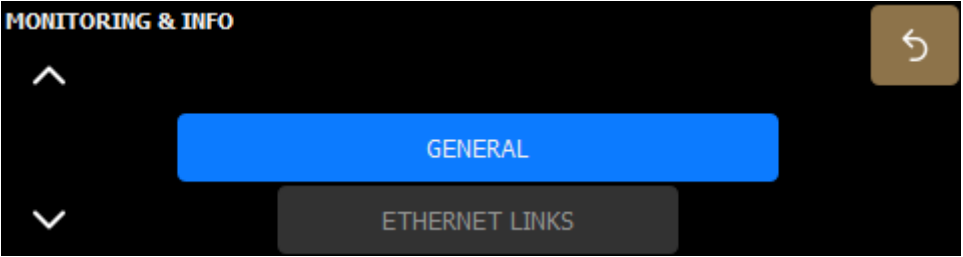 MONITORING & INFO
GENERAL
ETHERNET LINKS